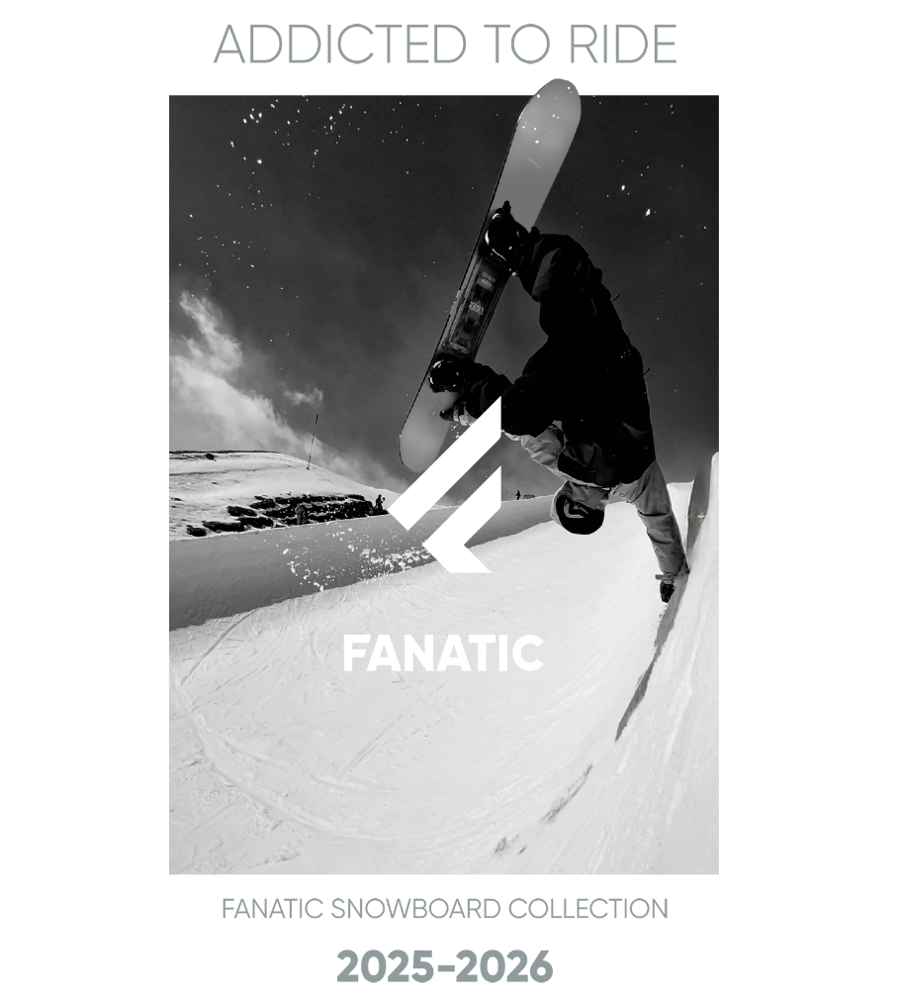 ADDICTED TO RIDE
FANATIC
FANATIC SNOWBOARD COLLECTION
2025-2026